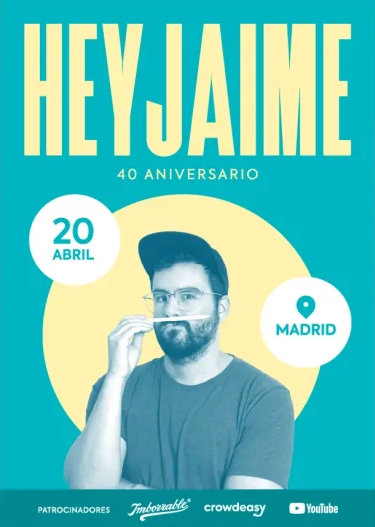 HEYJAIME
40 ANIVERSARIO
20
ABRIL
MADRID
PATROCINADORES Imborrable® crowdeasy YouTube